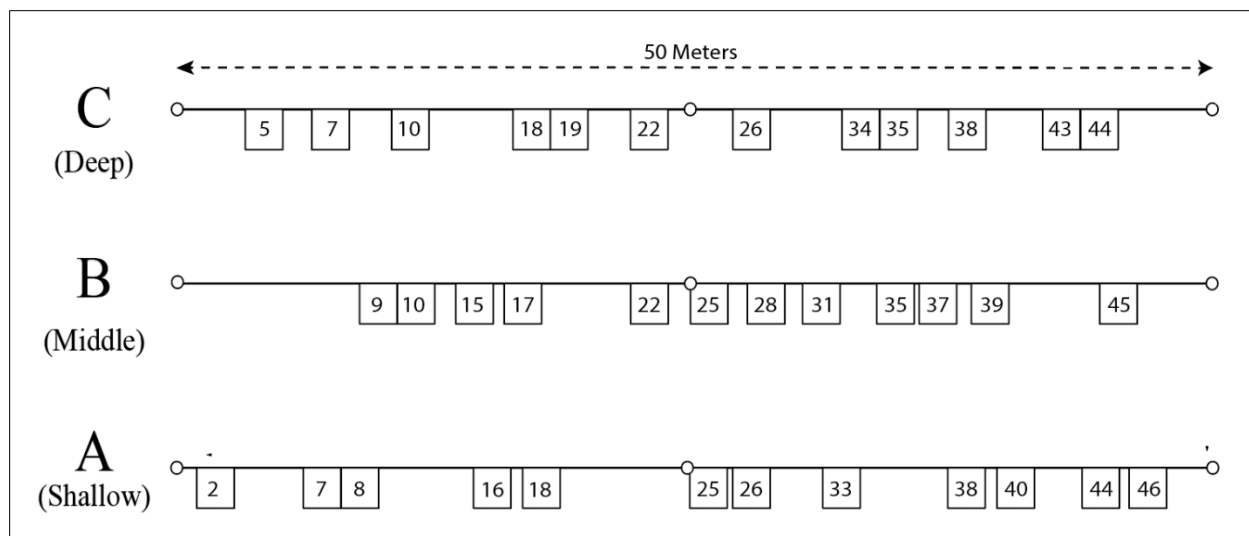 50 Meters
C
5 7 10 18 19 22 26 34 35 38 43 44
(Deep)
B
9 10 15 17 22 25 28 31 35 37 39 45
(Middle)
A
2 7 8 16 18 25 26 33 38 40 44 46
(Shallow)